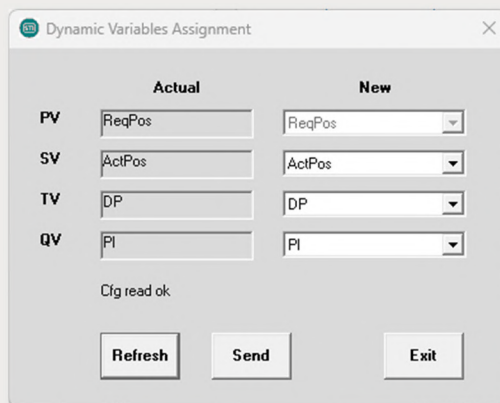 STI Dynamic Variables Assignment
Actual New
PV ReqPos ReqPos
SV ActPos ActPos
TV DP DP
QV PI PI
Cfg read ok
Refresh Send Exit